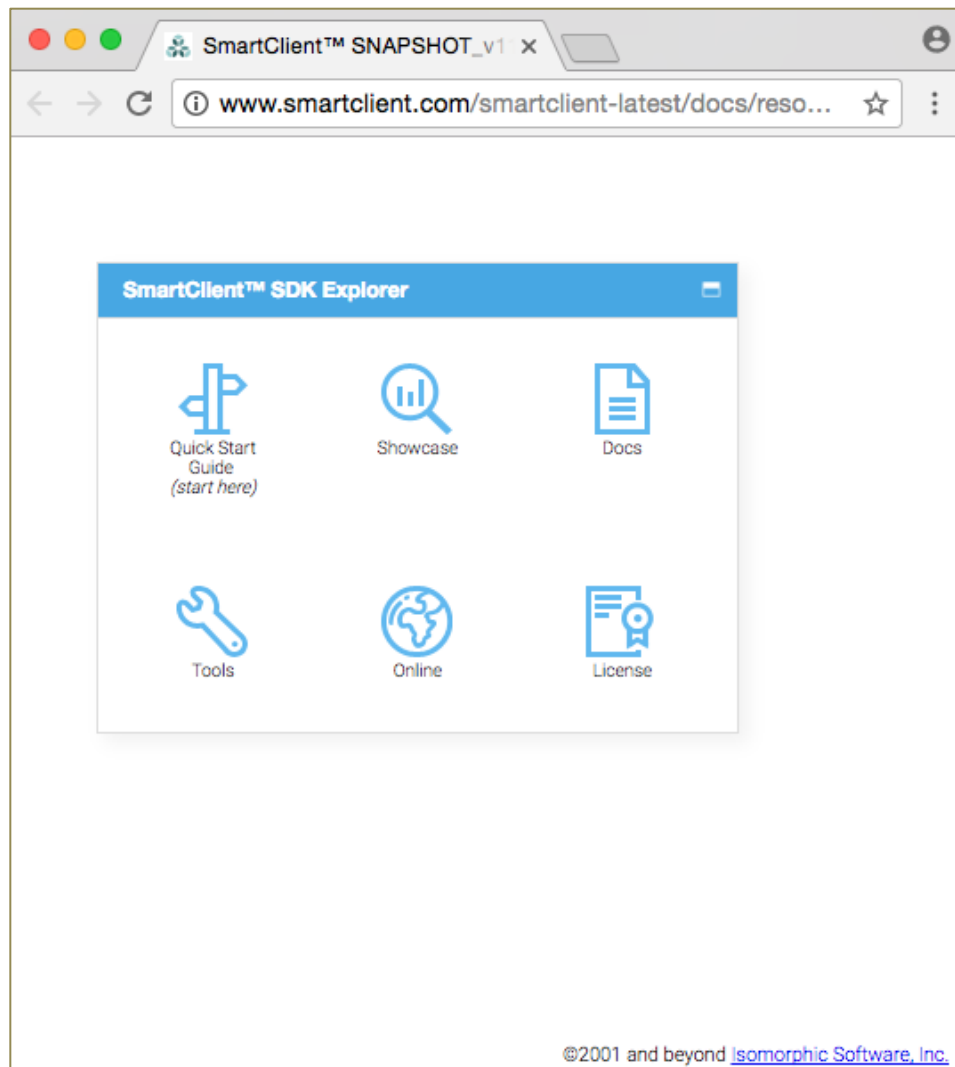 SmartClient™ SNAPSHOT_v1
www.smartclient.com/smartclient-latest/docs/reso...
SmartClient™ SDK Explorer
Quick Start
Guide
(start here)
Showcase
Docs
Tools
Online
License
©2001 and beyond Isomorphic Software, Inc.